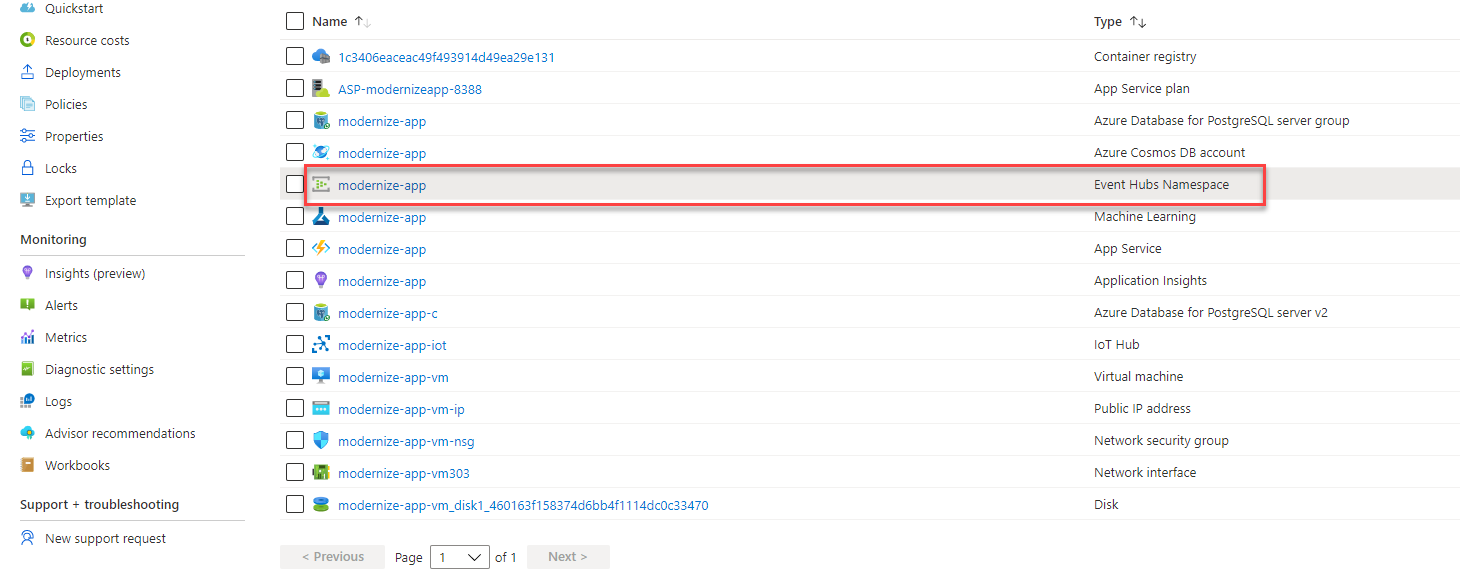 Quickstart
Resource costs
Deployments
Policies
Properties
Locks
Export template
Monitoring
Insights (preview)
Alerts
Metrics
Diagnostic settings
Logs
Advisor recommendations
Workbooks
Support + troubleshooting
New support request
Name ↑↓ Type ↑↓
1c3406eaceac49f493914d49ea29e131 Container registry
ASP-modernizeapp-8388 App Service plan
modernize-app Azure Database for PostgreSQL server group
modernize-app Azure Cosmos DB account
modernize-app Event Hubs Namespace
modernize-app Machine Learning
modernize-app App Service
modernize-app Application Insights
modernize-app-c Azure Database for PostgreSQL server v2
modernize-app-iot IoT Hub
modernize-app-vm Virtual machine
modernize-app-vm-ip Public IP address
modernize-app-vm-nsg Network security group
modernize-app-vm303 Network interface
modernize-app-vm_disk1_460163f158374d6bb4f1114dc0c33470 Disk
< Previous Page 1 of 1 Next >